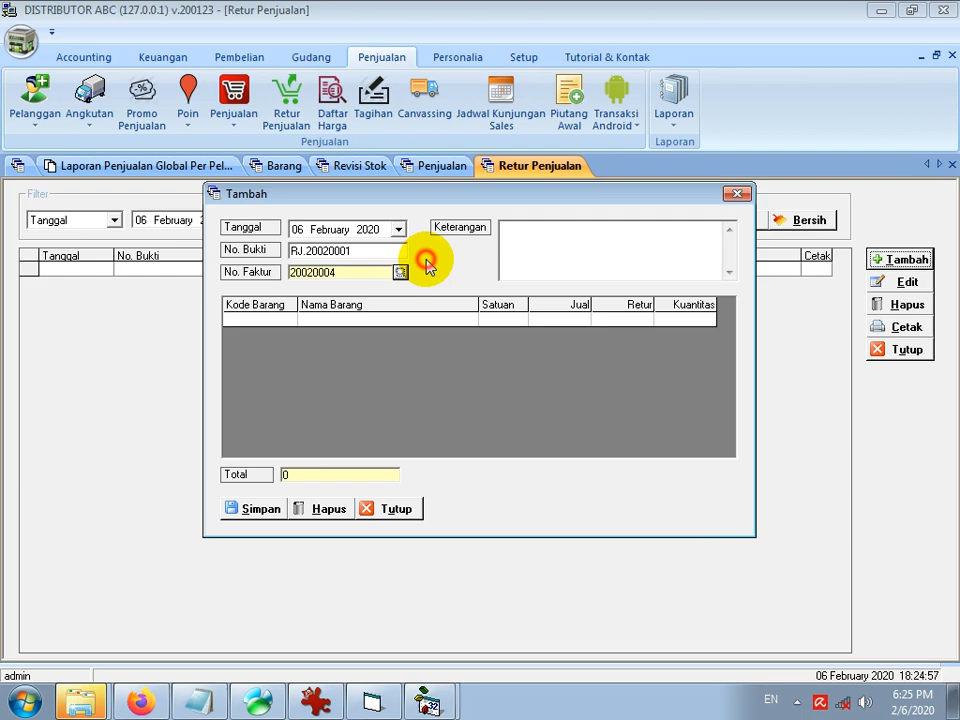 DISTRIBUTOR ABC (127.0.0.1) v.200123 - [Retur Penjualan]
Accounting Keuangan Pembelian Gudang Penjualan Personalia Setup Tutorial & Kontak
Pelanggan Angkutan Promo Penjualan Poin Penjualan Retur Penjualan Daftar Harga Tagihan Canvassing Jadwal Kunjungan Sales Piutang Awal Transaksi Android Laporan
Penjualan Laporan
Laporan Penjualan Global Per Pel... Barang Revisi Stok Penjualan Retur Penjualan
Filter
Tanggal 06 February 2 Bersih
Tanggal No. Bukti Cetak
Tambah
Edit
Hapus
Cetak
Tutup
Tambah
Tanggal 06 February 2020 Keterangan
No. Bukti RJ.20020001
No. Faktur 20020004
Kode Barang Nama Barang Satuan Jual Retur Kuantitas
Total 0
Simpan Hapus Tutup
admin 06 February 2020 18:24:57
EN 6:25 PM
2/6/2020
32